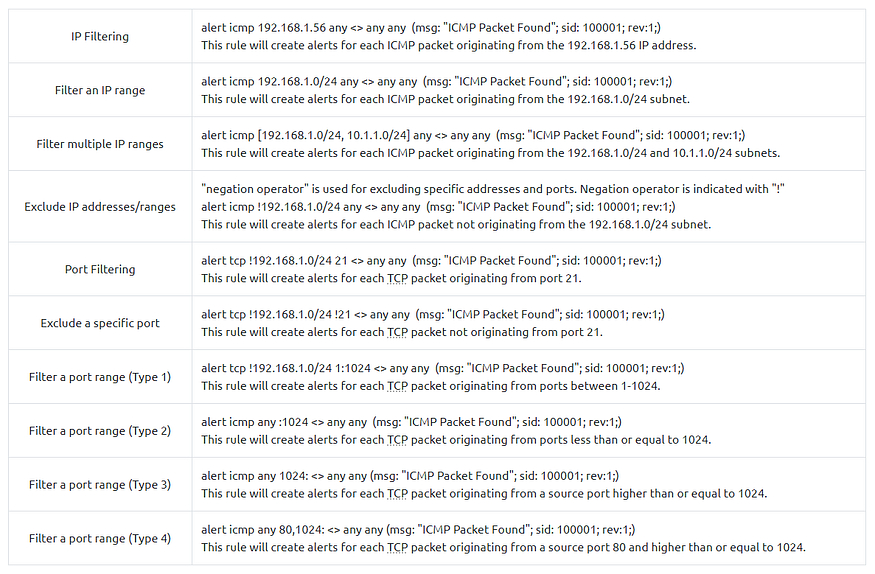 IP Filtering
alert icmp 192.168.1.56 any <> any any (msg: "ICMP Packet Found"; sid: 100001; rev:1;)
This rule will create alerts for each ICMP packet originating from the 192.168.1.56 IP address.
Filter an IP range
alert icmp 192.168.1.0/24 any <> any any (msg: "ICMP Packet Found"; sid: 100001; rev:1;)
This rule will create alerts for each ICMP packet originating from the 192.168.1.0/24 subnet.
Filter multiple IP ranges
alert icmp [192.168.1.0/24, 10.1.1.0/24] any <> any any (msg: "ICMP Packet Found"; sid: 100001; rev:1;)
This rule will create alerts for each ICMP packet originating from the 192.168.1.0/24 and 10.1.1.0/24 subnets.
Exclude IP addresses/ranges
"negation operator" is used for excluding specific addresses and ports. Negation operator is indicated with "!"
alert icmp !192.168.1.0/24 any <> any any (msg: "ICMP Packet Found"; sid: 100001; rev:1;)
This rule will create alerts for each ICMP packet not originating from the 192.168.1.0/24 subnet.
Port Filtering
alert tcp !192.168.1.0/24 21 <> any any (msg: "ICMP Packet Found"; sid: 100001; rev:1;)
This rule will create alerts for each TCP packet originating from port 21.
Exclude a specific port
alert tcp !192.168.1.0/24 !21 <> any any (msg: "ICMP Packet Found"; sid: 100001; rev:1;)
This rule will create alerts for each TCP packet not originating from port 21.
Filter a port range (Type 1)
alert tcp !192.168.1.0/24 1:1024 <> any any (msg: "ICMP Packet Found"; sid: 100001; rev:1;)
This rule will create alerts for each TCP packet originating from ports between 1-1024.
Filter a port range (Type 2)
alert icmp any :1024 <> any any (msg: "ICMP Packet Found"; sid: 100001; rev:1;)
This rule will create alerts for each TCP packet originating from ports less than or equal to 1024.
Filter a port range (Type 3)
alert icmp any 1024: <> any any (msg: "ICMP Packet Found"; sid: 100001; rev:1;)
This rule will create alerts for each TCP packet originating from a source port higher than or equal to 1024.
Filter a port range (Type 4)
alert icmp any 80,1024: <> any any (msg: "ICMP Packet Found"; sid: 100001; rev:1;)
This rule will create alerts for each TCP packet originating from a source port 80 and higher than or equal to 1024.